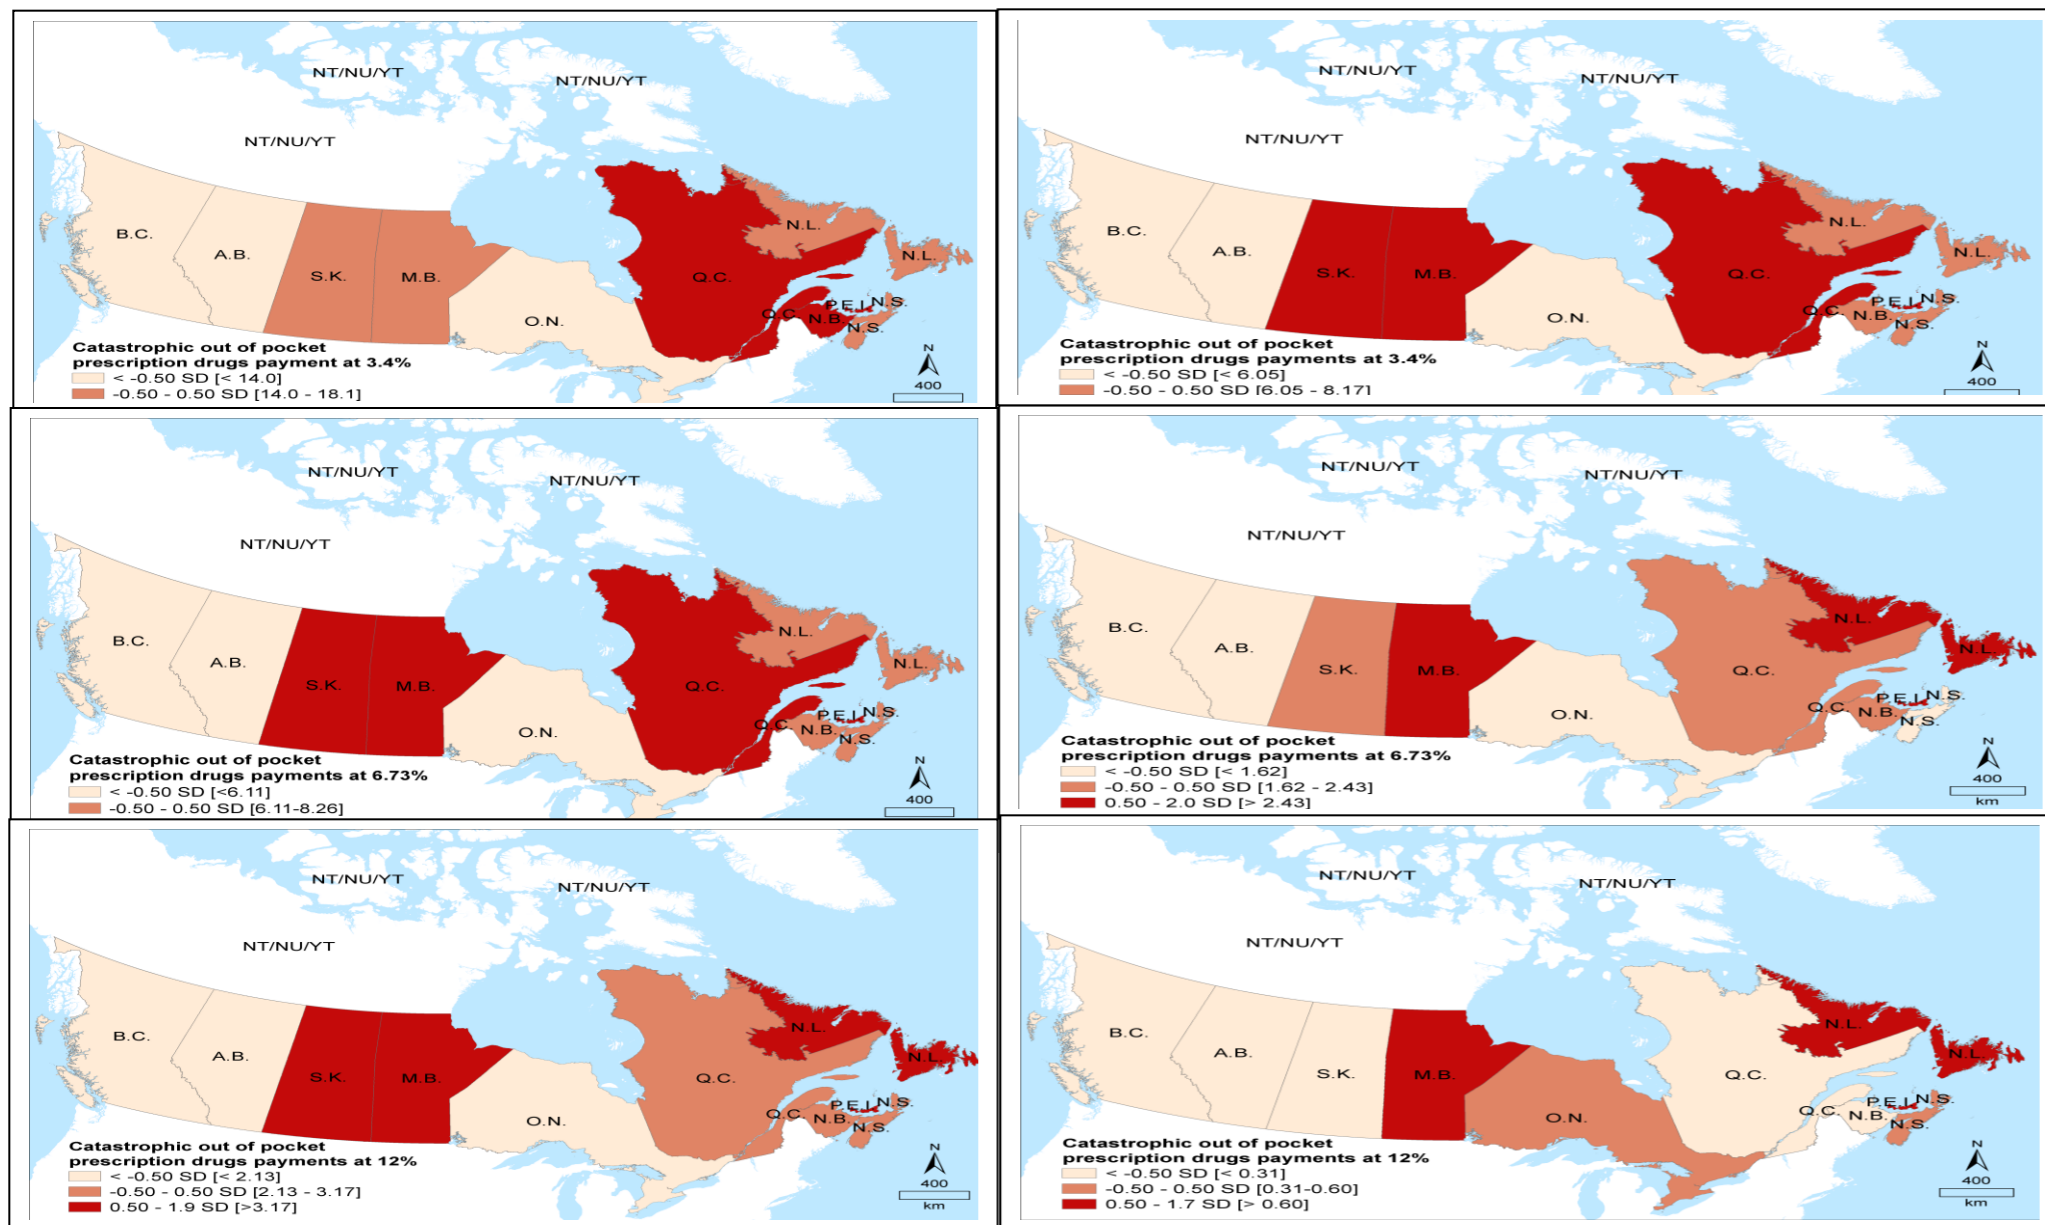 NT/NU/YT
NT/NU/YT
NT/NU/YT
B.C.
A.B.
S.K.
M.B.
O.N.
Q.C.
N.L.
N.L.
P.E.I.
N.S.
Q.C.
N.B.
N.S.
Catastrophic out of pocket
prescription drugs payment at 3.4%
< -0.50 SD [< 14.0]
-0.50 - 0.50 SD [14.0 - 18.1]
N
400
NT/NU/YT
NT/NU/YT
NT/NU/YT
B.C.
A.B.
S.K.
M.B.
O.N.
Q.C.
N.L.
N.L.
P.E.I.
N.S.
Q.C.
N.B.
N.S.
Catastrophic out of pocket
prescription drugs payments at 3.4%
< -0.50 SD [< 6.05]
-0.50 - 0.50 SD [6.05 - 8.17]
N
400
NT/NU/YT
NT/NU/YT
NT/NU/YT
B.C.
A.B.
S.K.
M.B.
O.N.
Q.C.
N.L.
N.L.
P.E.I.
N.S.
Q.C.
N.B.
N.S.
Catastrophic out of pocket
prescription drugs payments at 6.73%
< -0.50 SD [<6.11]
-0.50 - 0.50 SD [6.11-8.26]
N
400
NT/NU/YT
NT/NU/YT
NT/NU/YT
B.C.
A.B.
S.K.
M.B.
O.N.
Q.C.
N.L.
N.L.
P.E.I.
N.S.
Q.C.
N.B.
N.S.
Catastrophic out of pocket
prescription drugs payments at 6.73%
< -0.50 SD [< 1.62]
-0.50 - 0.50 SD [1.62 - 2.43]
0.50 - 2.0 SD [> 2.43]
N
400
km
NT/NU/YT
NT/NU/YT
NT/NU/YT
B.C.
A.B.
S.K.
M.B.
O.N.
Q.C.
N.L.
N.L.
P.E.I.
N.S.
Q.C.
N.B.
N.S.
Catastrophic out of pocket
prescription drugs payments at 12%
< -0.50 SD [< 2.13]
-0.50 - 0.50 SD [2.13 - 3.17]
0.50 - 1.9 SD [>3.17]
N
400
km
NT/NU/YT
NT/NU/YT
NT/NU/YT
B.C.
A.B.
S.K.
M.B.
O.N.
Q.C.
N.L.
N.L.
P.E.I.
N.S.
Q.C.
N.B.
N.S.
Catastrophic out of pocket
prescription drugs payments at 12%
< -0.50 SD [< 0.31]
-0.50 - 0.50 SD [0.31-0.60]
0.50 - 1.7 SD [> 0.60]
N
400
km